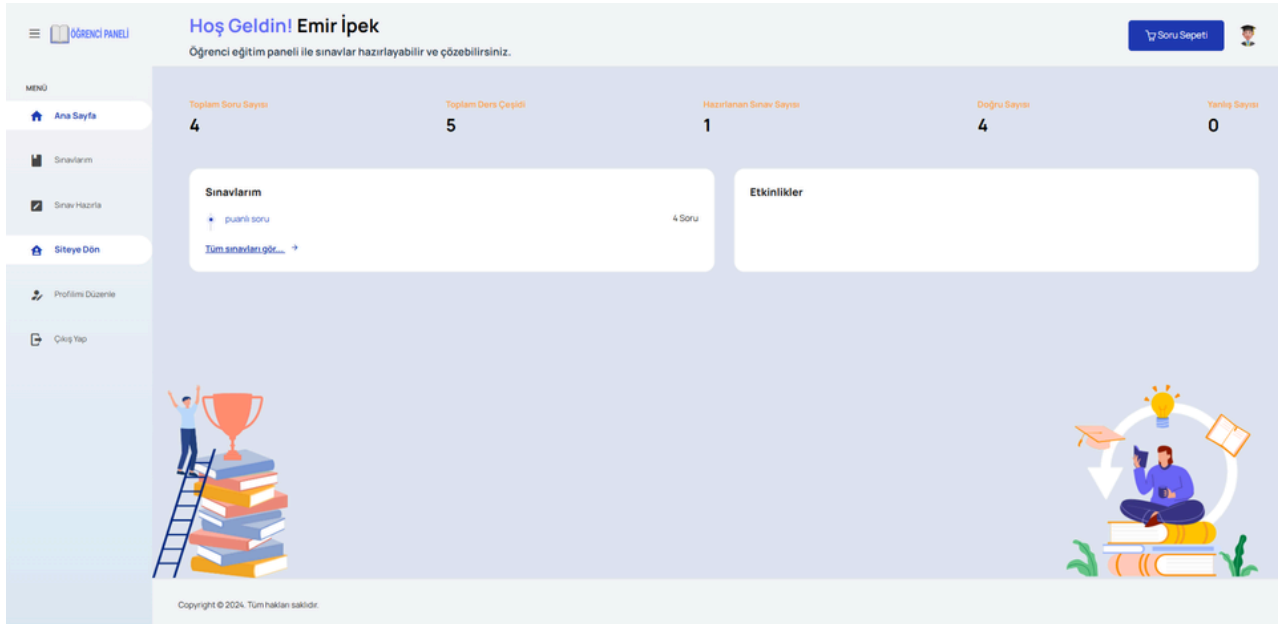 ÖĞRENCİ PANELİ
Hoş Geldin! Emir İpek
Öğrenci eğitim paneli ile sınavlar hazırlayabilir ve çözebilirsiniz.
Soru Sepeti
MENÜ
Ana Sayfa
Sınavlarım
Sınav Hazırla
Siteye Dön
Profilimi Düzenle
Çıkış Yap
Toplam Soru Sayısı
4
Toplam Ders Çeşidi
5
Hazırlanan Sınav Sayısı
1
Doğru Sayısı
4
Yanlış Sayısı
0
Sınavlarım
puanlı soru
4 Soru
Tüm sınavları gör...
Etkinlikler
Copyright © 2024. Tüm hakları saklıdır.